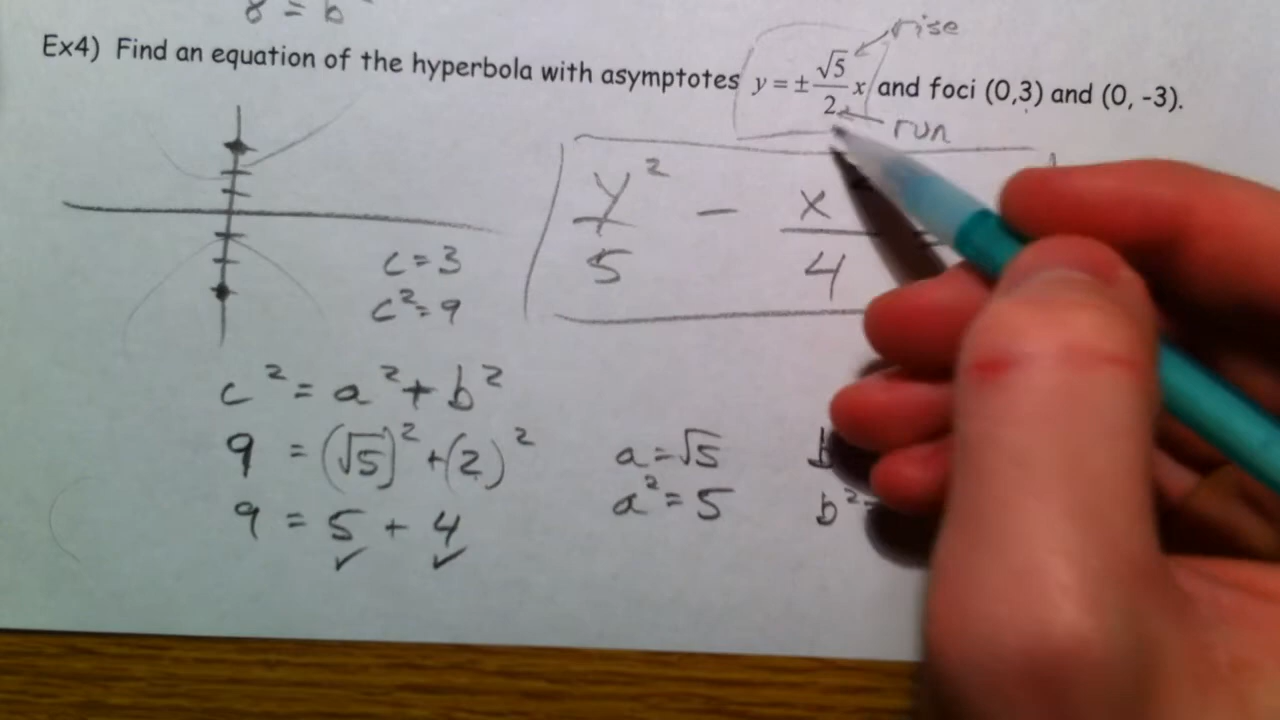 8 = b
rise
Ex4) Find an equation of the hyperbola with asymptotes y = ± √5/2 x and foci (0,3) and (0, -3).
run
y²/5 - x/4
c = 3
c² = 9
c² = a² + b²
9 = (√5)² + (2)²
a = √5 b
9 = 5 + 4
a² = 5 b² =